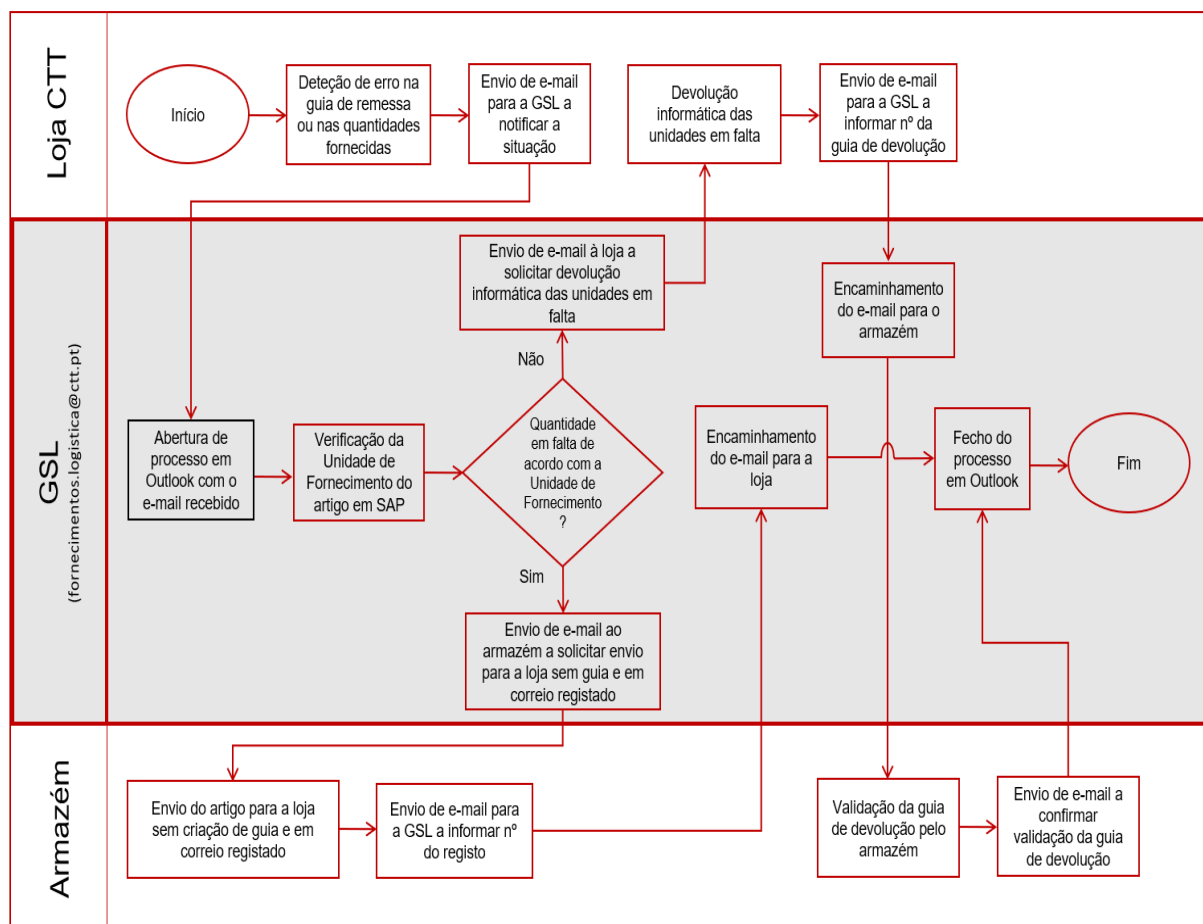 Loja CTT
Início
Deteção de erro na
guia de remessa
ou nas quantidades
fornecidas
Envio de e-mail
para a GSL a
notificar a
situação
Devolução
informática das
unidades em falta
Envio de e-mail
para a GSL a
informar nº da
guia de devolução
GSL
(fornecimentos.logistica@ctt.pt)
Envio de e-mail à loja a
solicitar devolução
informática das unidades em
falta
Encaminhamento
do e-mail para o
armazém
Não
Abertura de
processo em
Outlook com o
e-mail recebido
Verificação da
Unidade de
Fornecimento do
artigo em SAP
Quantidade
em falta de
acordo com a
Unidade de
Fornecimento
?
Encaminhamento
do e-mail para a
loja
Fecho do
processo
em Outlook
Fim
Sim
Envio de e-mail ao
armazém a solicitar envio
para a loja sem guia e em
correio registado
Armazém
Envio do artigo para a loja
sem criação de guia e em
correio registado
Envio de e-mail para
a GSL a informar nº
do registo
Validação da guia
de devolução pelo
armazém
Envio de e-mail a
confirmar
validação da guia
de devolução